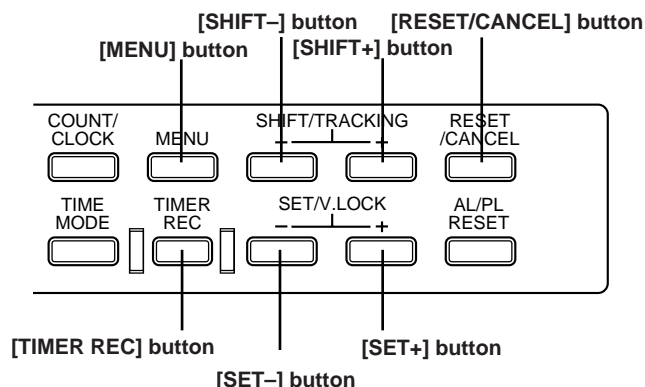 [SHIFT–] button
[RESET/CANCEL] button
[MENU] button
[SHIFT+] button
COUNT/
CLOCK
MENU
SHIFT/TRACKING
– +
RESET
/CANCEL
TIME
MODE
TIMER
REC
SET/V.LOCK
– +
AL/PL
RESET
[TIMER REC] button
[SET+] button
[SET–] button